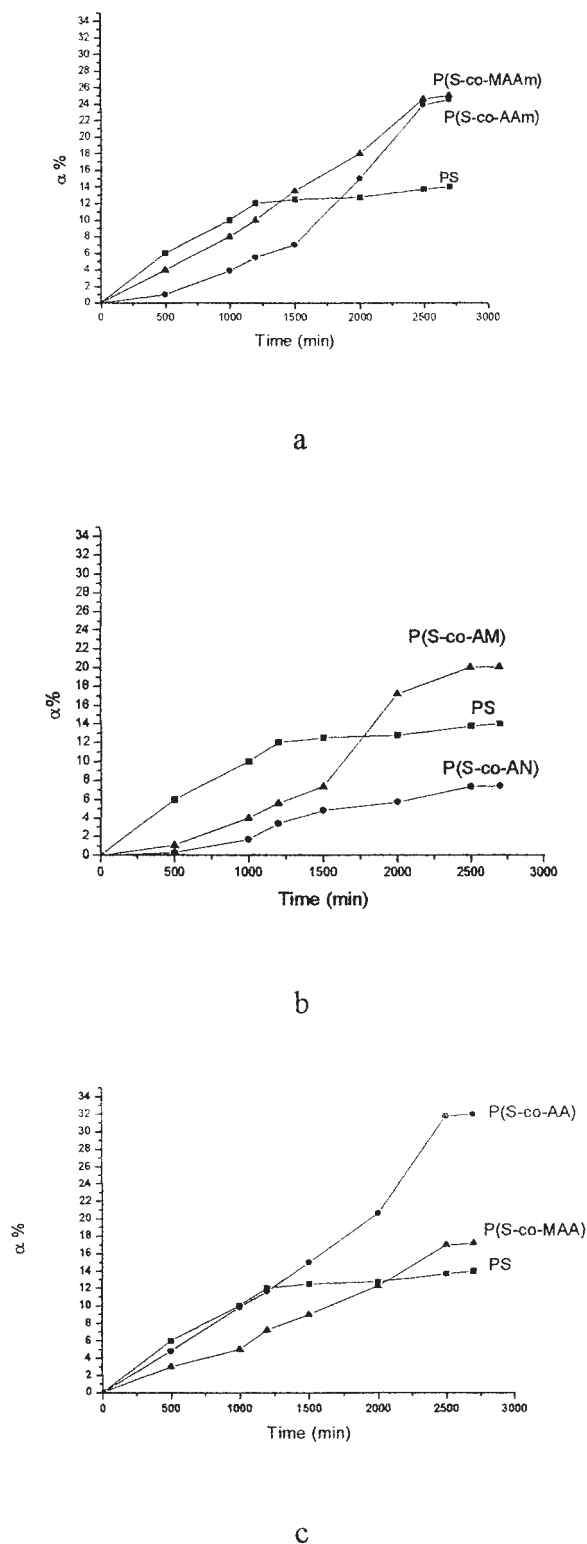 34
32
30
28
26
24
22
20
18
16
14
12
10
8
6
4
2
0
α %
P(S-co-MAAm)
P(S-co-AAm)
PS
0 500 1000 1500 2000 2500 3000
Time (min)
a
34
32
30
28
26
24
22
20
18
16
14
12
10
8
6
4
2
0
α%
P(S-co-AM)
PS
P(S-co-AN)
0 500 1000 1500 2000 2500 3000
Time (min)
b
34
32
30
28
26
24
22
20
18
16
14
12
10
8
6
4
2
0
α %
P(S-co-AA)
P(S-co-MAA)
PS
0 500 1000 1500 2000 2500 3000
Time (min)
c